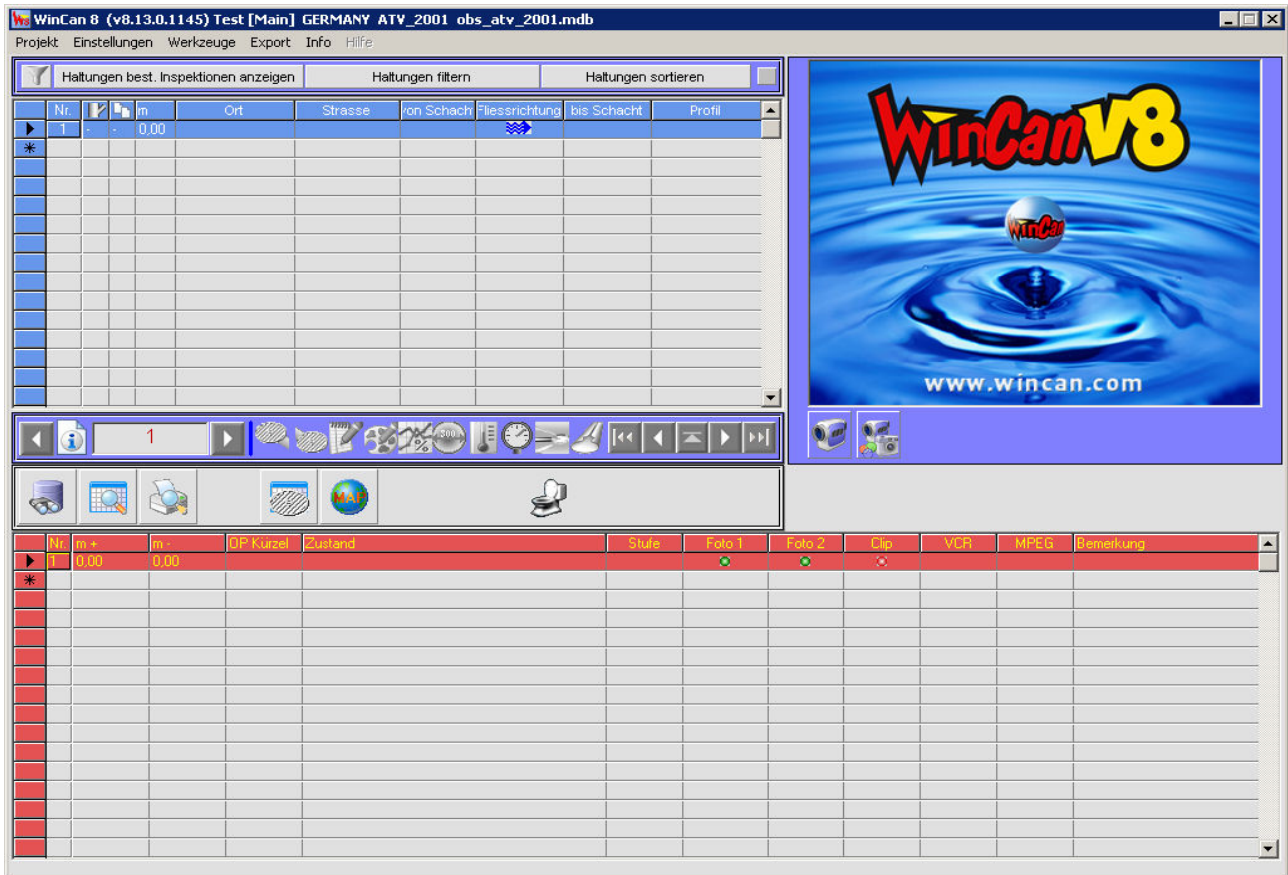 WinCan 8 (v8.13.0.1145) Test [Main] GERMANY ATV_2001 obs_atv_2001.mdb
Projekt Einstellungen Werkzeuge Export Info Hilfe
Haltungen best. Inspektionen anzeigen Haltungen filtern Haltungen sortieren
Nr. m Ort Strasse von Schach Fliessrichtung bis Schacht Profil
1 - - 0,00
WinCan V8
WinCan
www.wincan.com
1
%
300
MAP
Nr. m + m - OP Kürzel Zustand Stufe Foto 1 Foto 2 Clip VCR MPEG Bemerkung
1 0,00 0,00